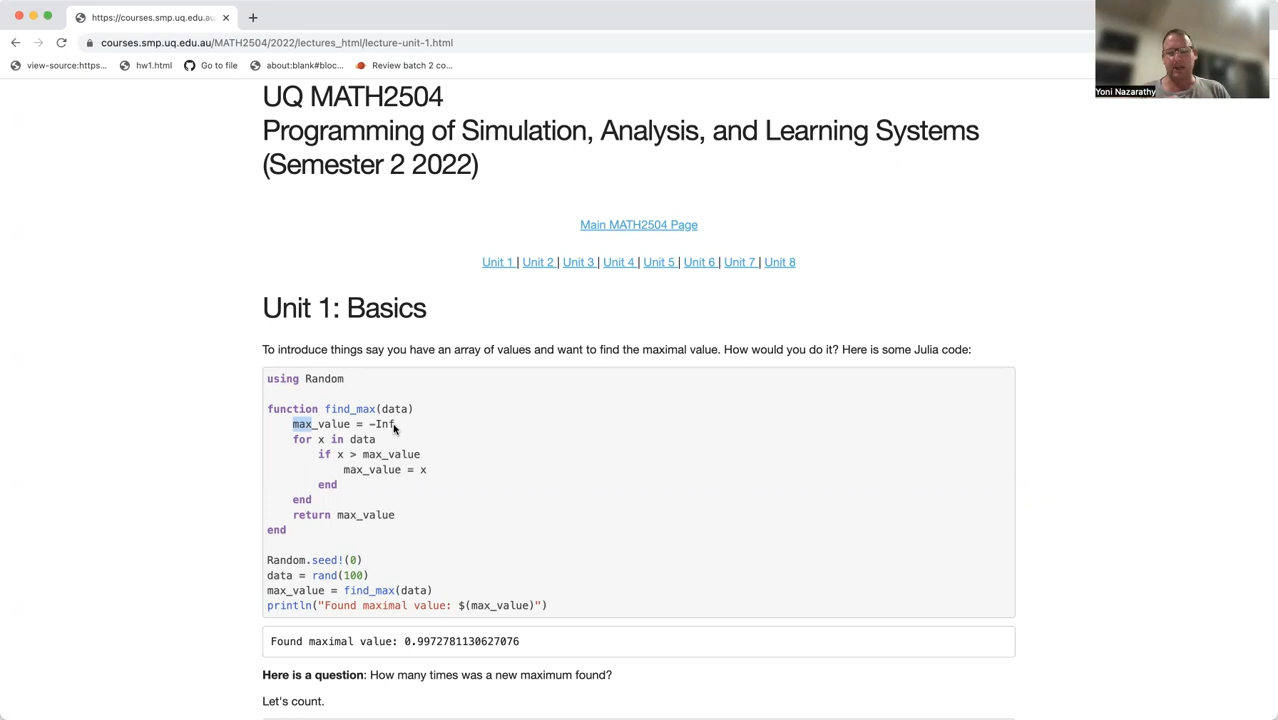 https://courses.smp.uq.edu.au
courses.smp.uq.edu.au/MATH2504/2022/lectures_html/lecture-unit-1.html
view-source:https... hw1.html Go to file about:blank#bloc... Review batch 2 co...
Yoni Nazarathy
UQ MATH2504
Programming of Simulation, Analysis, and Learning Systems
(Semester 2 2022)
Main MATH2504 Page
Unit 1 | Unit 2 | Unit 3 | Unit 4 | Unit 5 | Unit 6 | Unit 7 | Unit 8
Unit 1: Basics
To introduce things say you have an array of values and want to find the maximal value. How would you do it? Here is some Julia code:
using Random
function find_max(data)
max_value = -Inf
for x in data
if x > max_value
max_value = x
end
end
return max_value
end
Random.seed!(0)
data = rand(100)
max_value = find_max(data)
println("Found maximal value: $(max_value)")
Found maximal value: 0.9972781130627076
Here is a question: How many times was a new maximum found?
Let's count.